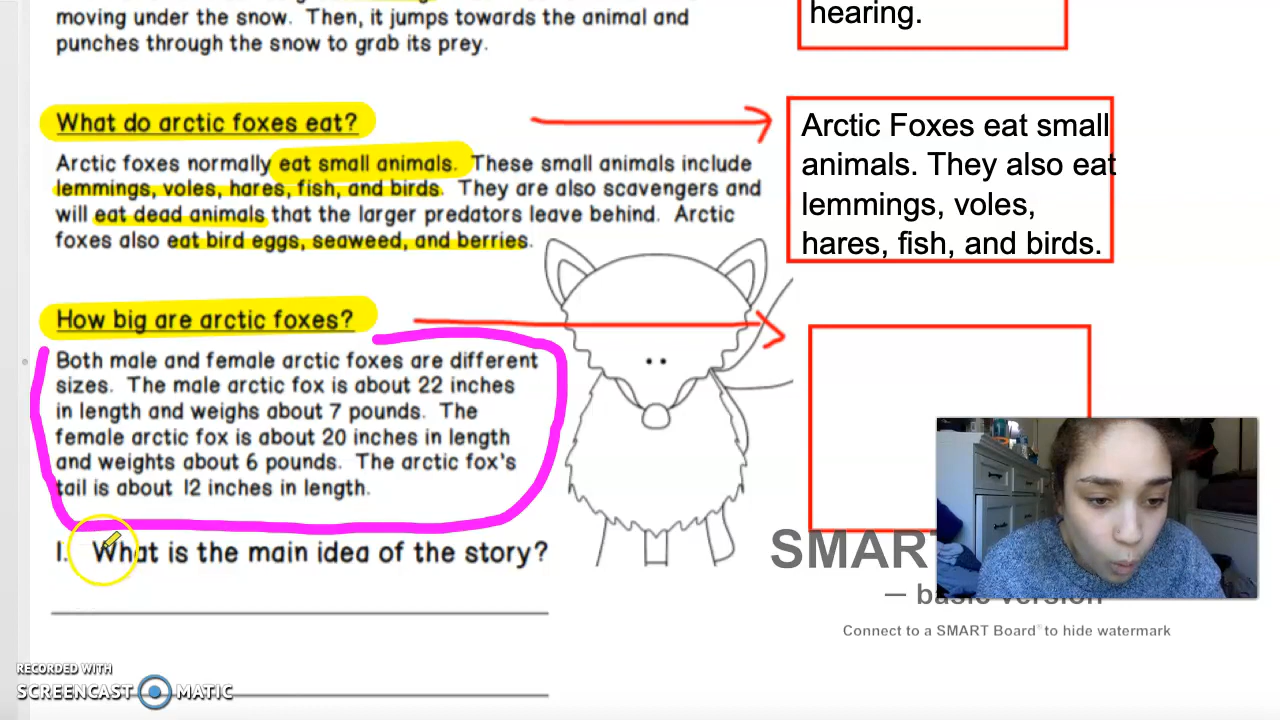 moving under the snow. Then, it jumps towards the animal and
punches through the snow to grab its prey.
hearing.
What do arctic foxes eat?
Arctic foxes normally eat small animals. These small animals include
lemmings, voles, hares, fish, and birds. They are also scavengers and
will eat dead animals that the larger predators leave behind. Arctic
foxes also eat bird eggs, seaweed, and berries.
Arctic Foxes eat small
animals. They also eat
lemmings, voles,
hares, fish, and birds.
How big are arctic foxes?
Both male and female arctic foxes are different
sizes. The male arctic fox is about 22 inches
in length and weighs about 7 pounds. The
female arctic fox is about 20 inches in length
and weights about 6 pounds. The arctic fox's
tail is about 12 inches in length.
1. What is the main idea of the story?
SMART
— basic version
Connect to a SMART Board® to hide watermark
RECORDED WITH
SCREENCAST MATIC